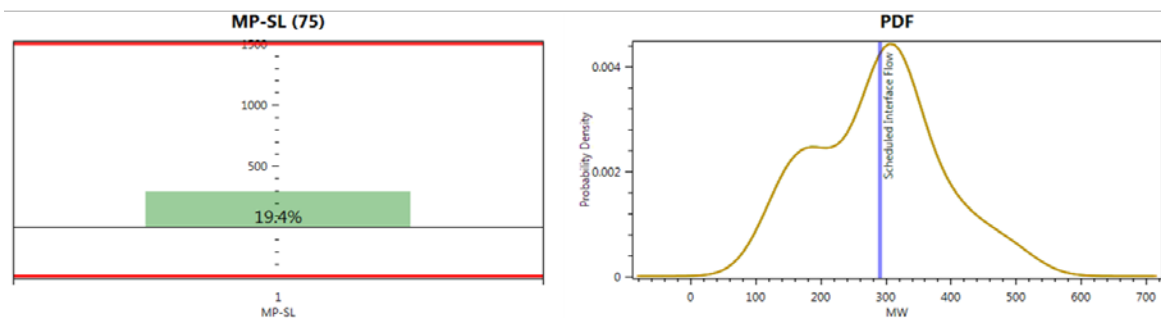 MP-SL (75)
1500
1000
500
19.4%
1
MP-SL
PDF
0.004
0.002
0
Probability Density
Scheduled Interface Flow
0
100
200
300
400
500
600
700
MW